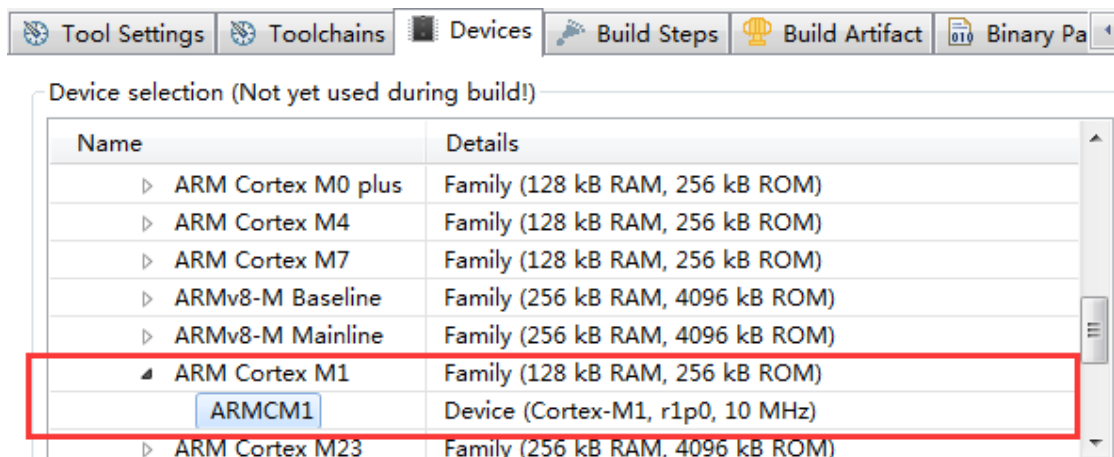 Tool Settings Toolchains Devices Build Steps Build Artifact Binary Pa
Device selection (Not yet used during build!)
Name Details
ARM Cortex M0 plus Family (128 kB RAM, 256 kB ROM)
ARM Cortex M4 Family (128 kB RAM, 256 kB ROM)
ARM Cortex M7 Family (128 kB RAM, 256 kB ROM)
ARMv8-M Baseline Family (256 kB RAM, 4096 kB ROM)
ARMv8-M Mainline Family (256 kB RAM, 4096 kB ROM)
ARM Cortex M1 Family (128 kB RAM, 256 kB ROM)
ARMCM1 Device (Cortex-M1, r1p0, 10 MHz)
ARM Cortex M23 Family (256 kB RAM, 4096 kB ROM)